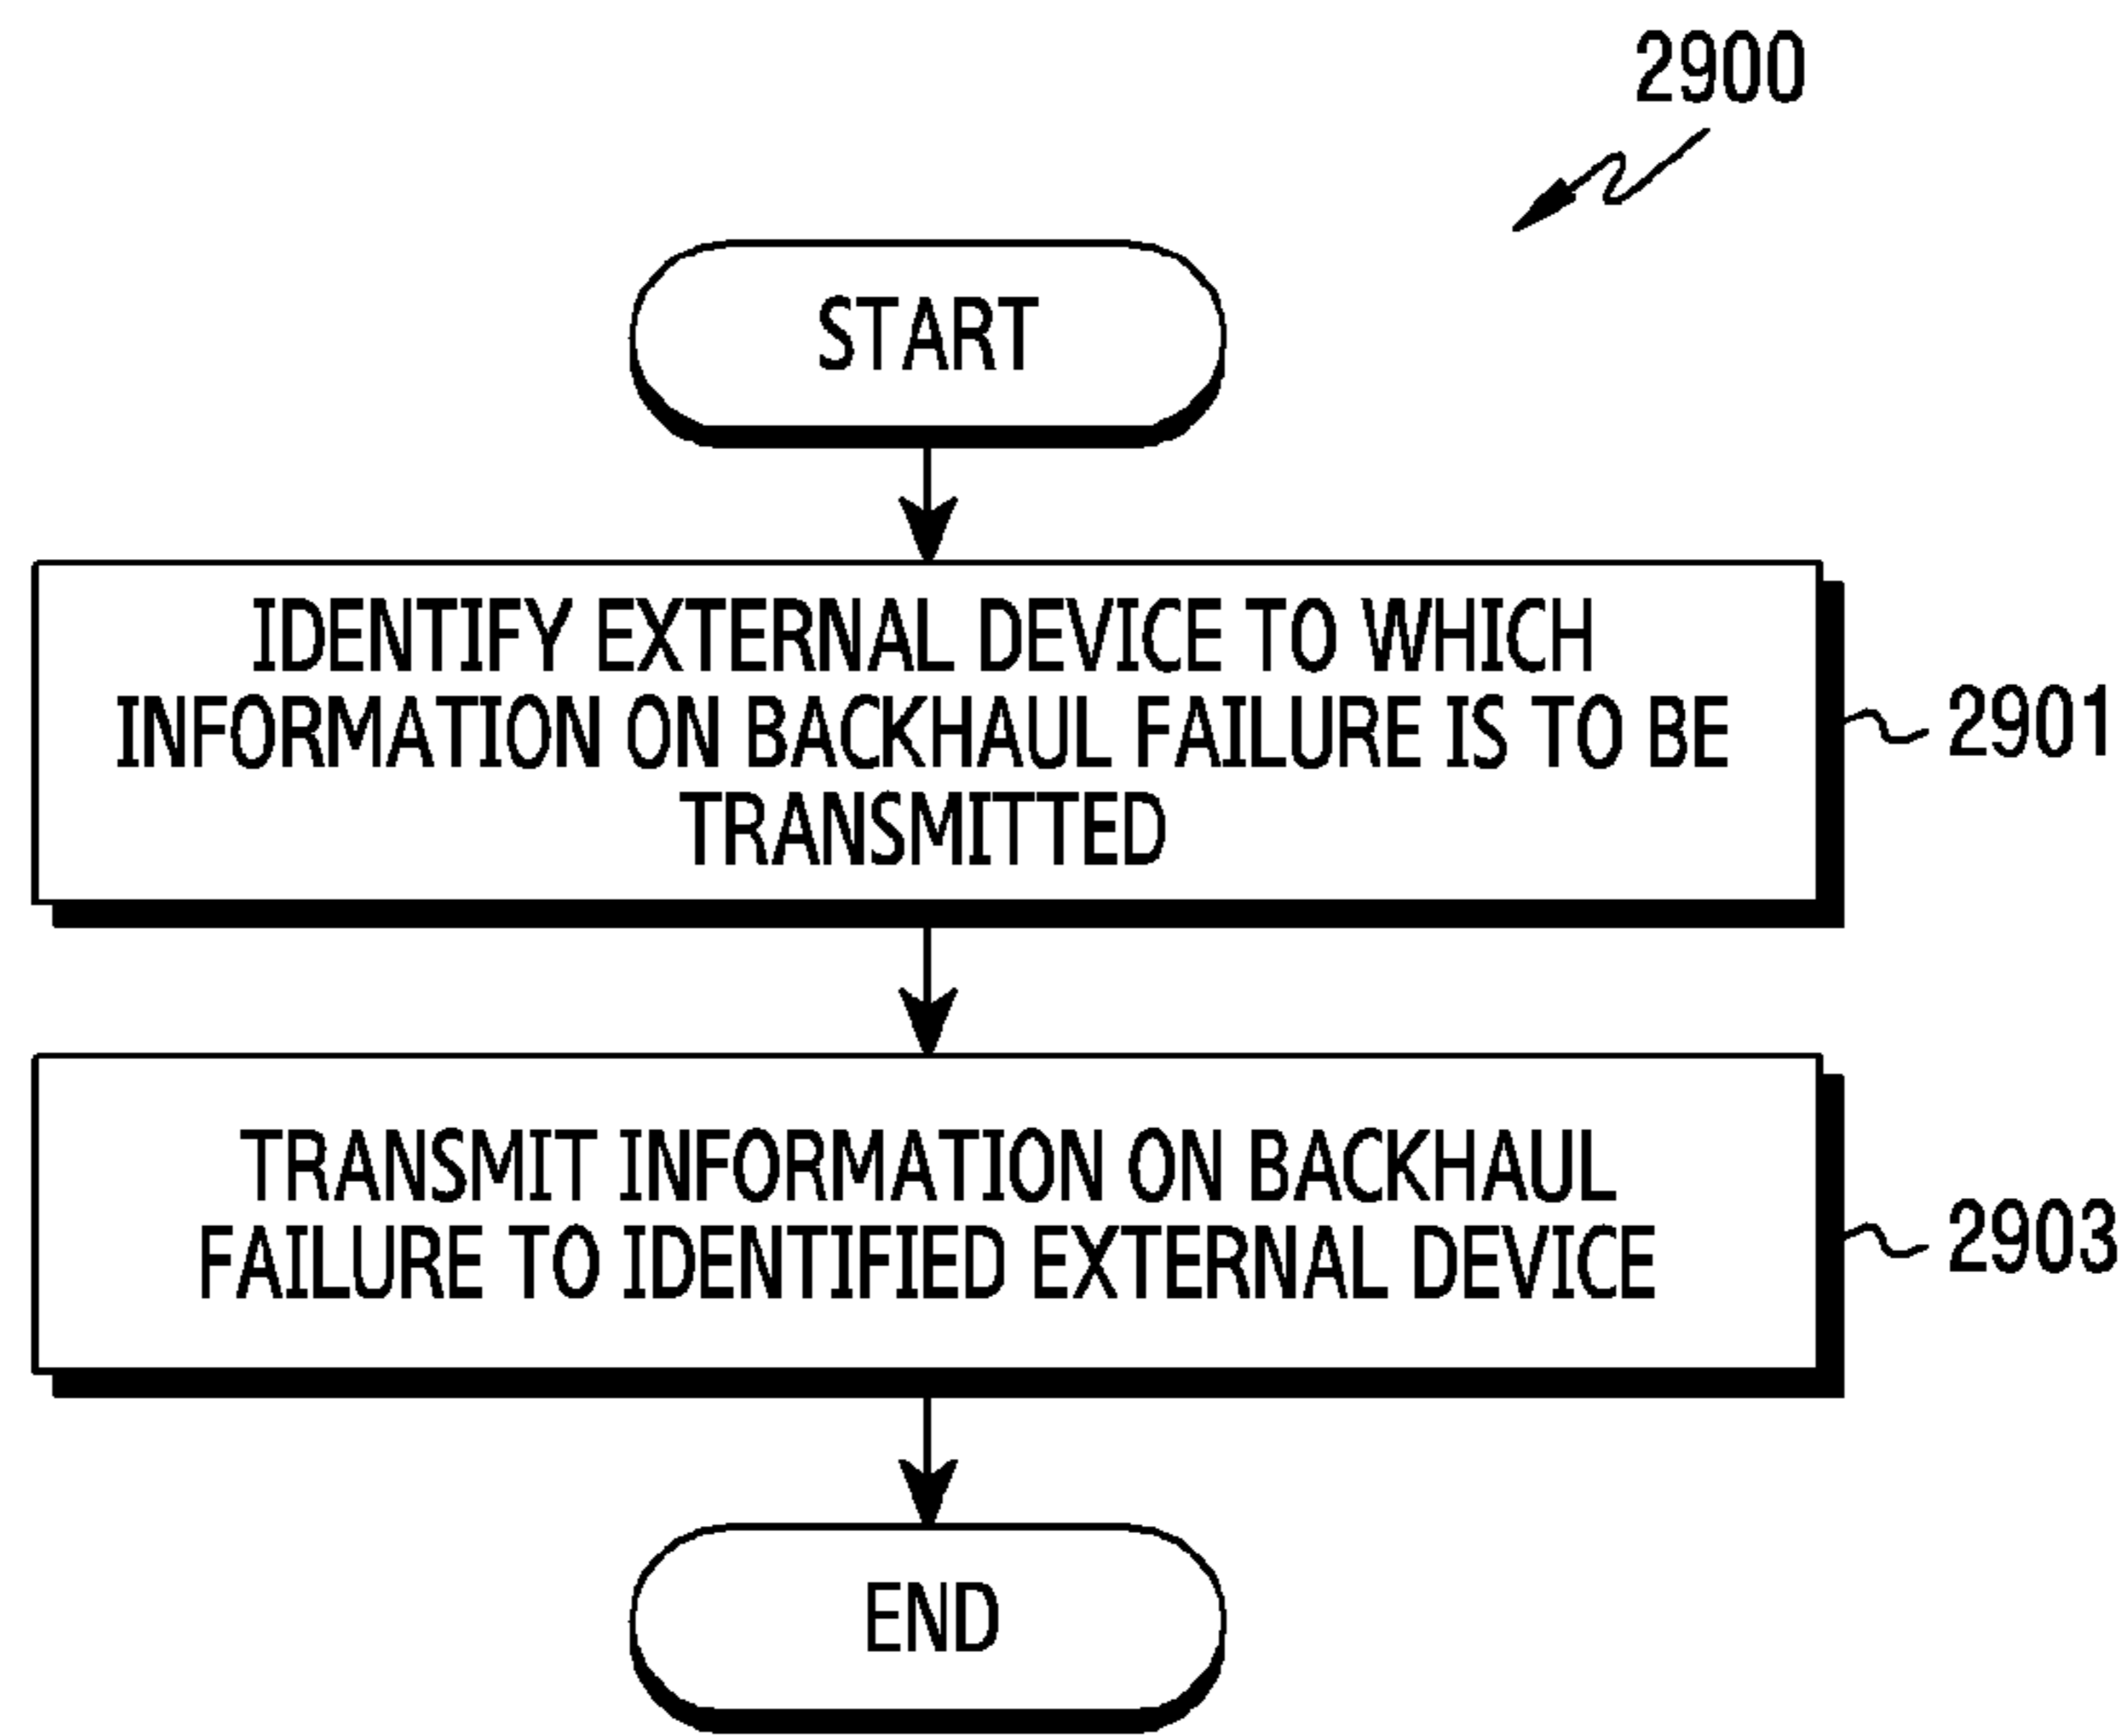 2900
START
IDENTIFY EXTERNAL DEVICE TO WHICH
INFORMATION ON BACKHAUL FAILURE IS TO BE
TRANSMITTED
2901
TRANSMIT INFORMATION ON BACKHAUL
FAILURE TO IDENTIFIED EXTERNAL DEVICE
2903
END